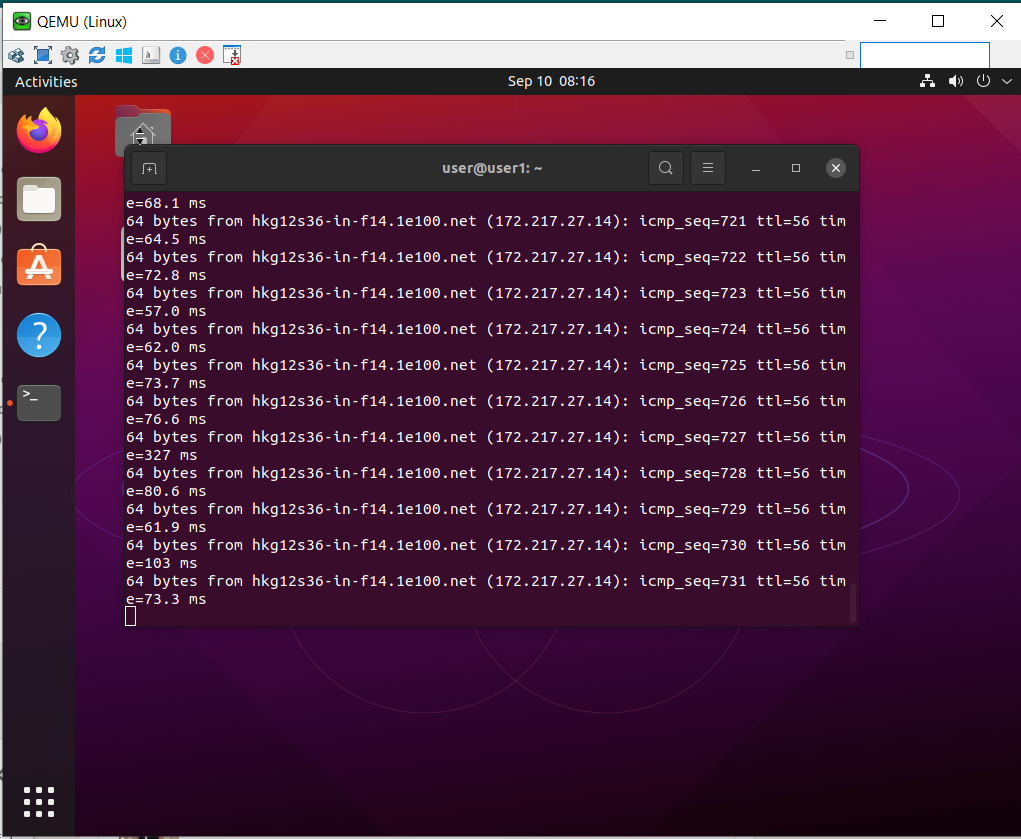 QEMU (Linux)
Activities
Sep 10 08:16
user@user1: ~
e=68.1 ms
64 bytes from hkg12s36-in-f14.1e100.net (172.217.27.14): icmp_seq=721 ttl=56 tim
e=64.5 ms
64 bytes from hkg12s36-in-f14.1e100.net (172.217.27.14): icmp_seq=722 ttl=56 tim
e=72.8 ms
64 bytes from hkg12s36-in-f14.1e100.net (172.217.27.14): icmp_seq=723 ttl=56 tim
e=57.0 ms
64 bytes from hkg12s36-in-f14.1e100.net (172.217.27.14): icmp_seq=724 ttl=56 tim
e=62.0 ms
64 bytes from hkg12s36-in-f14.1e100.net (172.217.27.14): icmp_seq=725 ttl=56 tim
e=73.7 ms
64 bytes from hkg12s36-in-f14.1e100.net (172.217.27.14): icmp_seq=726 ttl=56 tim
e=76.6 ms
64 bytes from hkg12s36-in-f14.1e100.net (172.217.27.14): icmp_seq=727 ttl=56 tim
e=327 ms
64 bytes from hkg12s36-in-f14.1e100.net (172.217.27.14): icmp_seq=728 ttl=56 tim
e=80.6 ms
64 bytes from hkg12s36-in-f14.1e100.net (172.217.27.14): icmp_seq=729 ttl=56 tim
e=61.9 ms
64 bytes from hkg12s36-in-f14.1e100.net (172.217.27.14): icmp_seq=730 ttl=56 tim
e=103 ms
64 bytes from hkg12s36-in-f14.1e100.net (172.217.27.14): icmp_seq=731 ttl=56 tim
e=73.3 ms